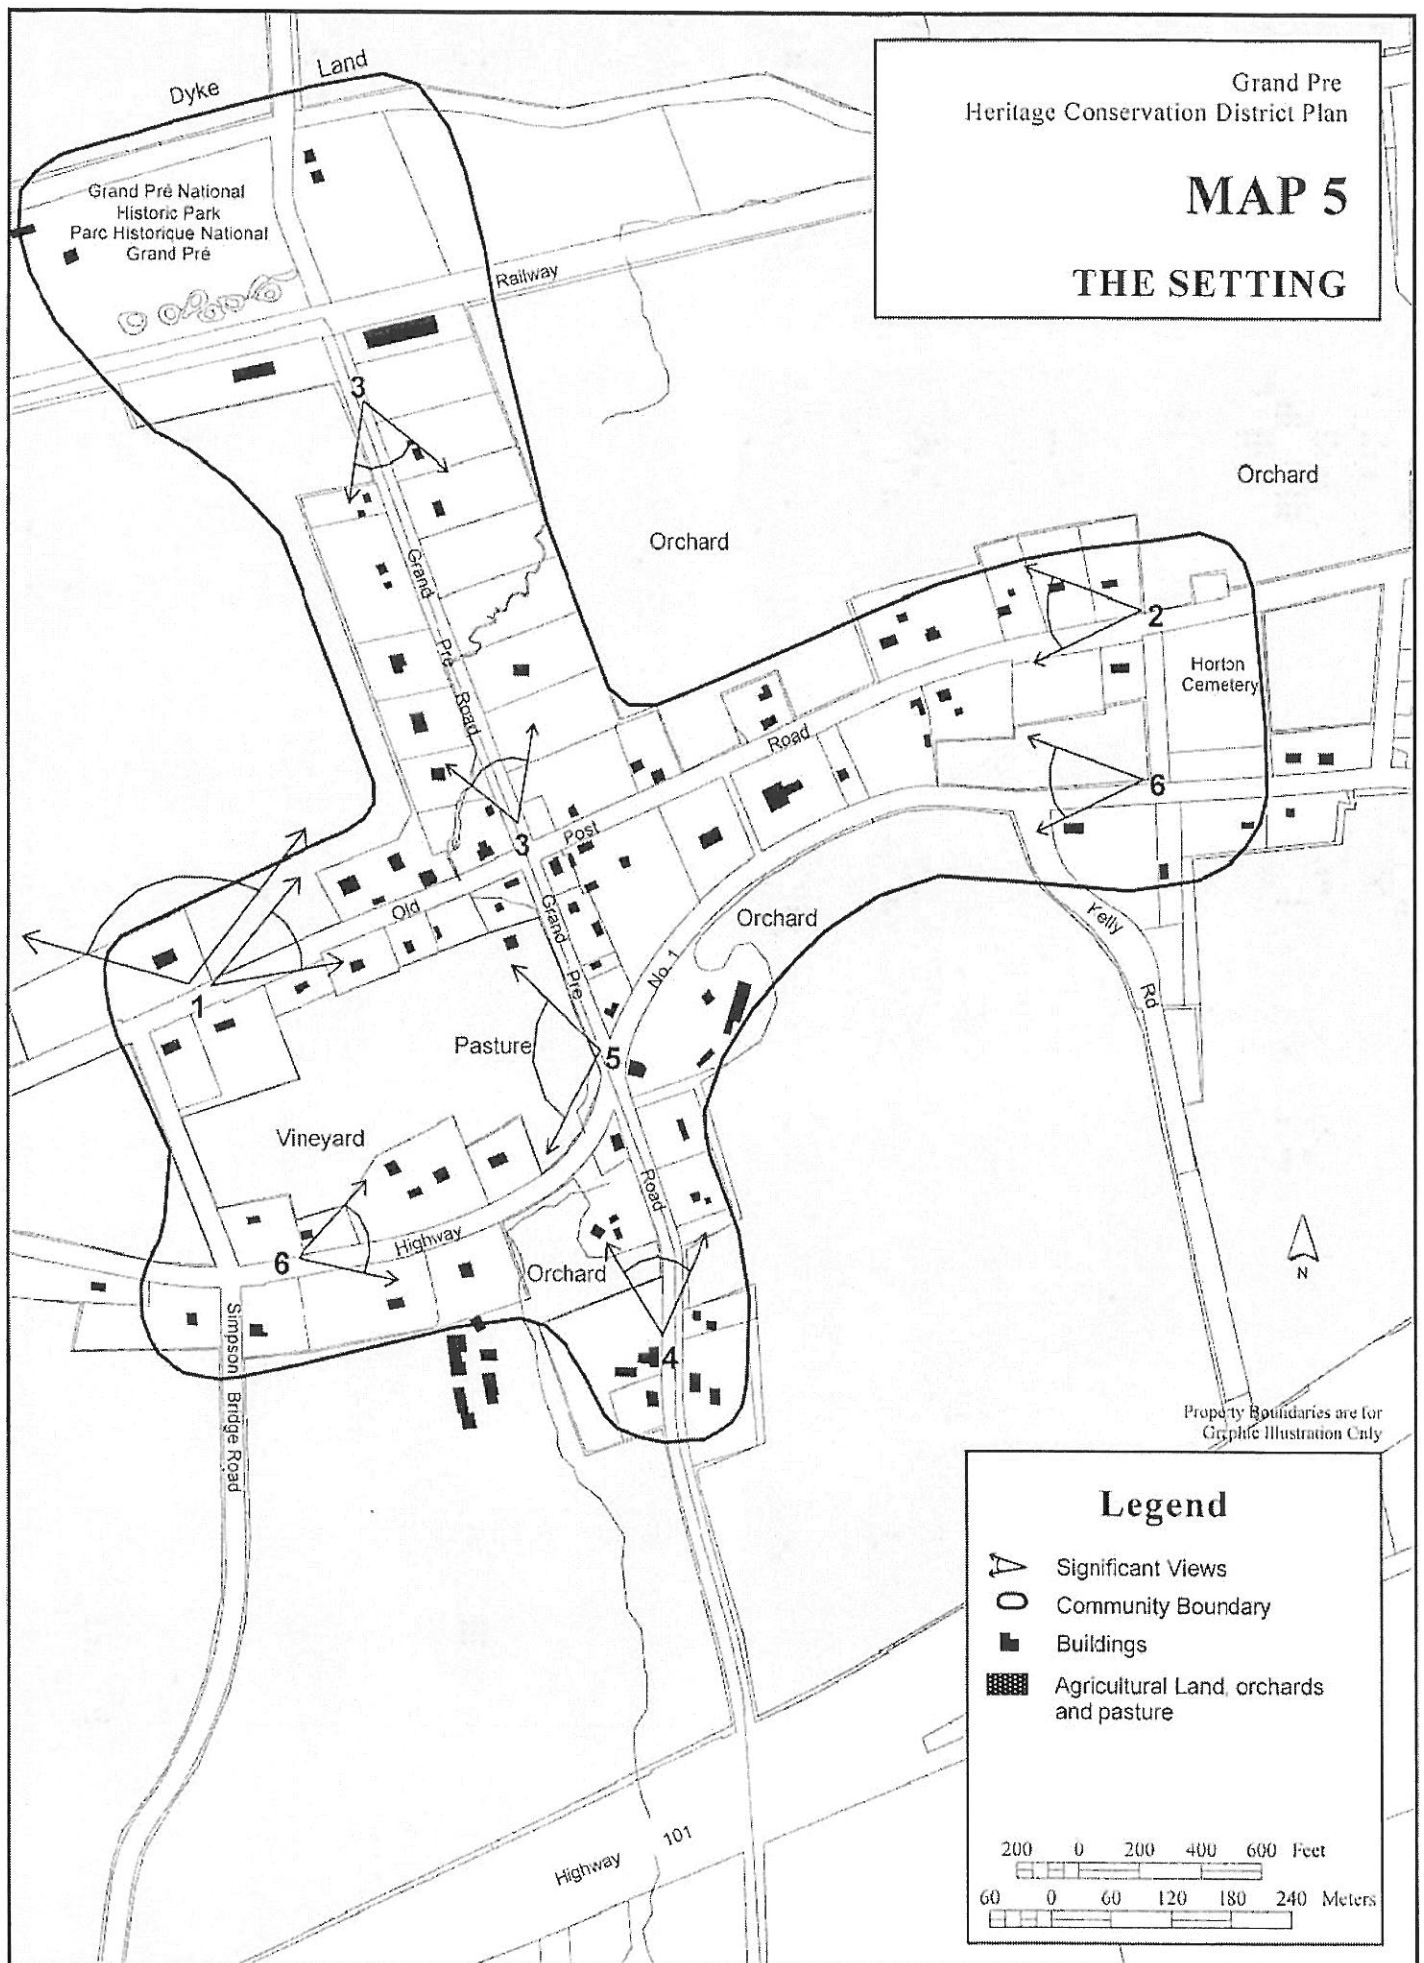 Grand Pre
Heritage Conservation District Plan
MAP 5
THE SETTING
Dyke Land
Grand Pré National
Historic Park
Parc Historique National
Grand Pré
Railway
3
Orchard
Orchard
Grand Pré Road
2
Horton
Cemetery
Road
6
3
Post
Old
Grand Pre
Orchard
Kelly Rd
No. 1
1
Pasture
5
Vineyard
Road
Highway
6
Orchard
4
Simpson Bridge Road
N
Property Boundaries are for
Graphic Illustration Only
Legend
Significant Views
Community Boundary
Buildings
Agricultural Land, orchards
and pasture
Highway 101
200 0 200 400 600 Feet
60 0 60 120 180 240 Meters